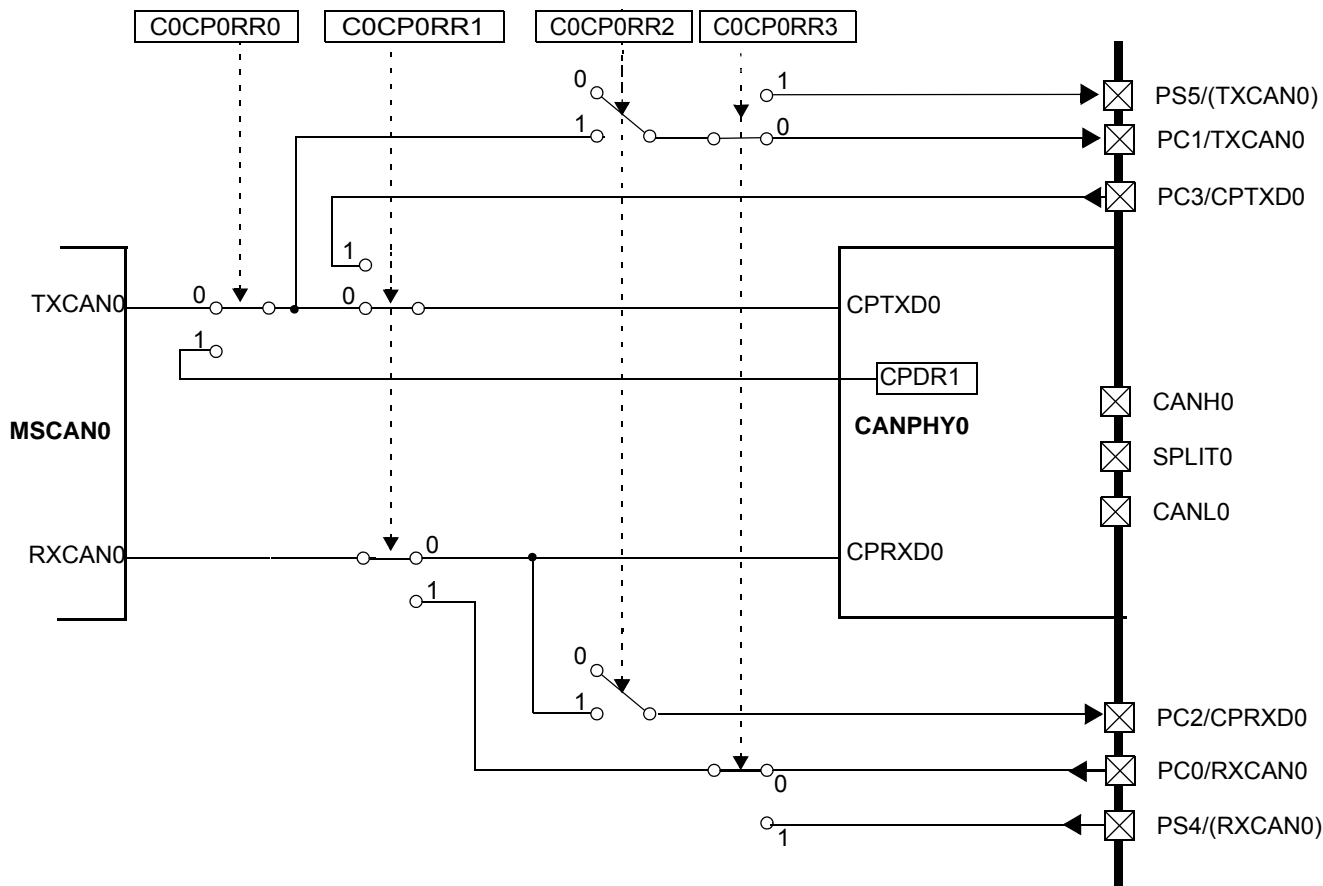 C0CP0RR0 C0CP0RR1 C0CP0RR2 C0CP0RR3
0 1 PS5/(TXCAN0)
1 0 PC1/TXCAN0
PC3/CPTXD0
1
TXCAN0 0 0 CPTXD0
1
CPDR1
CANH0
MSCAN0 CANPHY0
SPLIT0
CANL0
RXCAN0 0 CPRXD0
1
0
1 PC2/CPRXD0
PC0/RXCAN0
0
PS4/(RXCAN0)
1